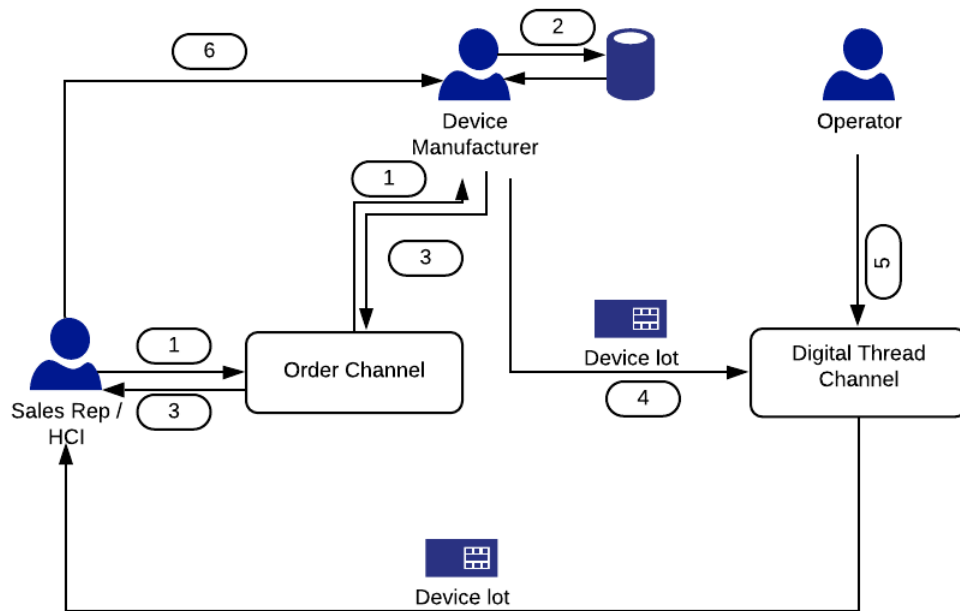 2
6
Device
Manufacturer
Operator
1
3
5
1
Order Channel
Device lot
Digital Thread
Channel
3
4
Sales Rep /
HCI
Device lot